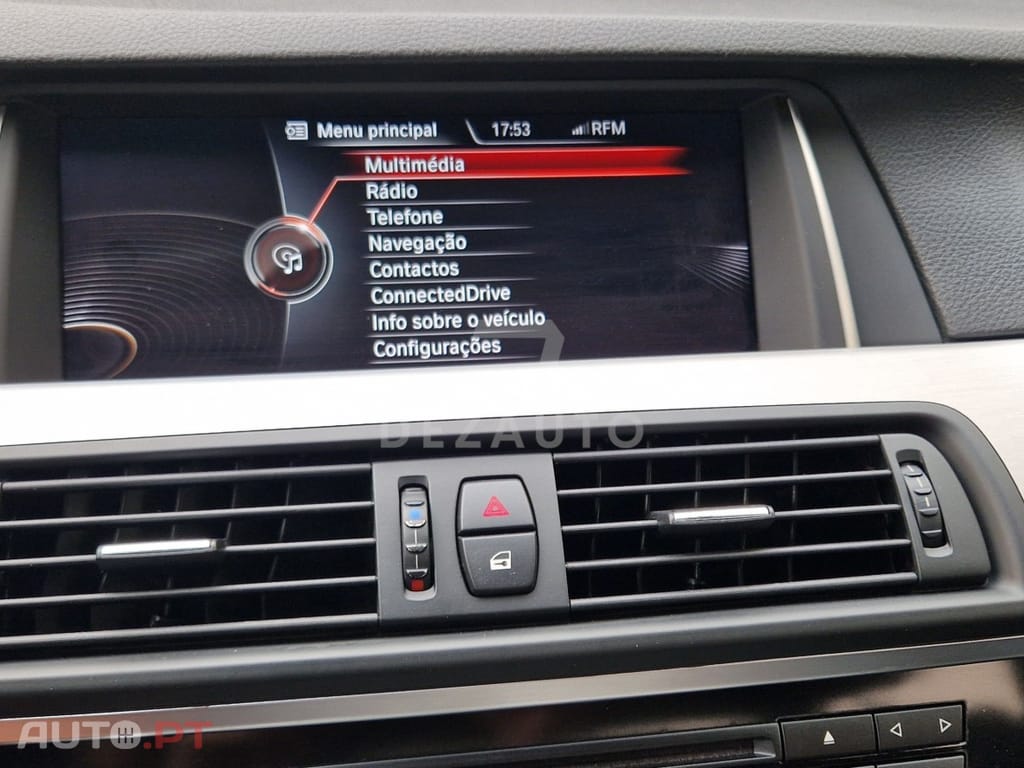 Menu principal 17:53 RFM
Multimédia
Rádio
Telefone
Navegação
Contactos
ConnectedDrive
Info sobre o veículo
Configurações
DEZAUTO
AUTO.PT